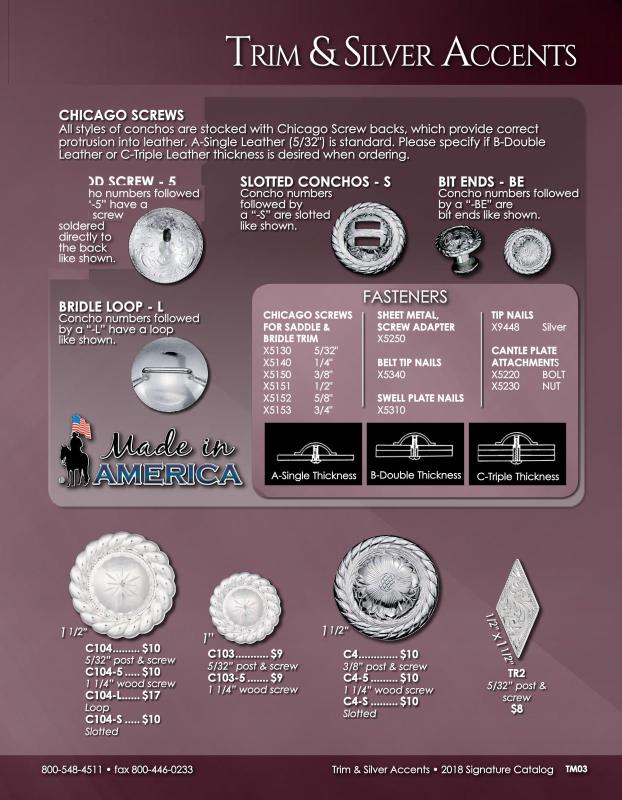 TRIM & SILVER ACCENTS
CHICAGO SCREWS
All styles of conchos are stocked with Chicago Screw backs, which provide correct
protrusion into leather. A-Single Leather (5/32") is standard. Please specify if B-Double
Leather or C-Triple Leather thickness is desired when ordering.
SCREW - 5
numbers followed
-5" have a
screw
soldered
directly to
the back
like shown.
SLOTTED CONCHOS - S
Concho numbers
followed by
a "-S" are slotted
like shown.
BIT ENDS - BE
Concho numbers followed
by a "-BE" are
bit ends like shown.
BRIDLE LOOP - L
Concho numbers followed
by a "-L" have a loop
like shown.
Made in
AMERICA
FASTENERS
CHICAGO SCREWS
FOR SADDLE &
BRIDLE TRIM
X5130 5/32"
X5140 1/4"
X5150 3/8"
X5151 1/2"
X5152 5/8"
X5153 3/4"
SHEET METAL,
SCREW ADAPTER
X5250
BELT TIP NAILS
X5340
SWELL PLATE NAILS
X5310
TIP NAILS
X9448 Silver
CANTLE PLATE
ATTACHMENTS
X5220 BOLT
X5230 NUT
A-Single Thickness
B-Double Thickness
C-Triple Thickness
1 1/2"
C104......... $10
5/32" post & screw
C104-5 ..... $10
1 1/4" wood screw
C104-L...... $17
Loop
C104-S ..... $10
Slotted
1"
C103........... $9
5/32" post & screw
C103-5 ....... $9
1 1/4" wood screw
1 1/2"
C4............. $10
3/8" post & screw
C4-5 ......... $10
1 1/4" wood screw
C4-S ......... $10
Slotted
1/2" X 1 1/2"
TR2
5/32" post &
screw
$8
800-548-4511 • fax 800-446-0233
Trim & Silver Accents • 2018 Signature Catalog TM03